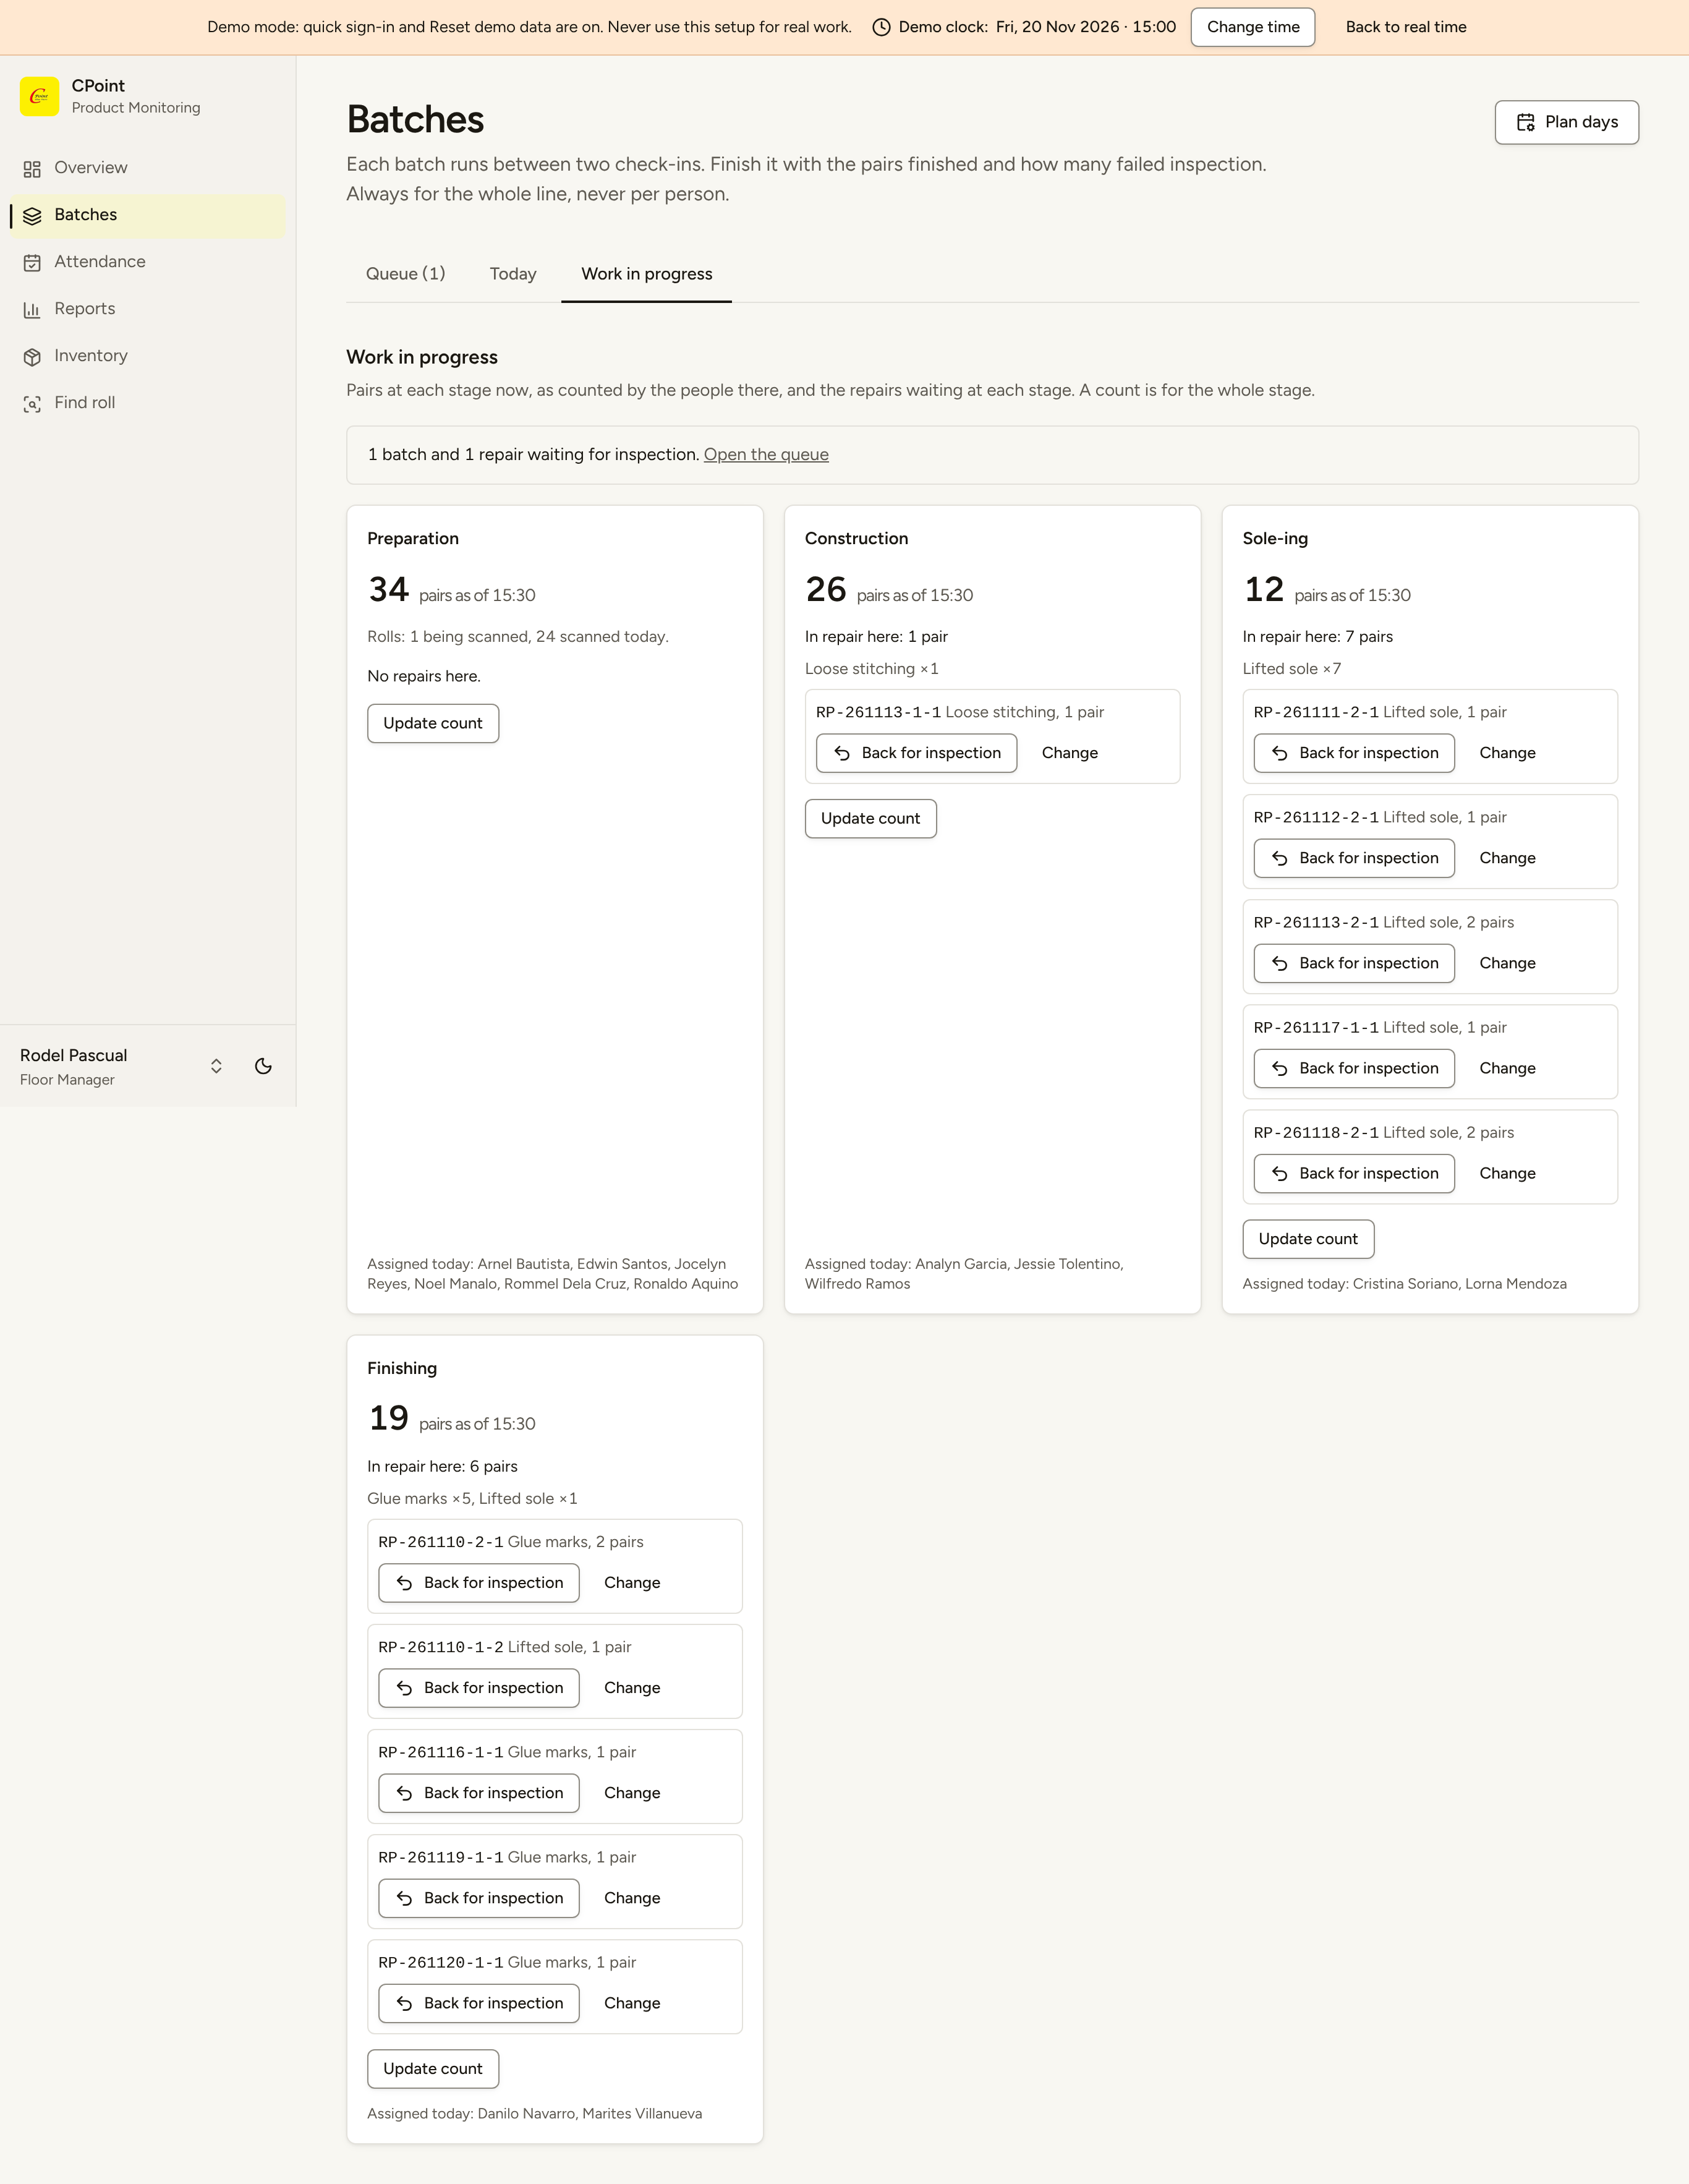 Demo mode: quick sign-in and Reset demo data are on. Never use this setup for real work.
Demo clock: Fri, 20 Nov 2026 · 15:00
Change time
Back to real time
CPoint
Product Monitoring
Overview
Batches
Attendance
Reports
Inventory
Find roll
Rodel Pascual
Floor Manager
Batches
Plan days
Each batch runs between two check-ins. Finish it with the pairs finished and how many failed inspection.
Always for the whole line, never per person.
Queue (1)
Today
Work in progress
Work in progress
Pairs at each stage now, as counted by the people there, and the repairs waiting at each stage. A count is for the whole stage.
1 batch and 1 repair waiting for inspection. Open the queue
Preparation
34 pairs as of 15:30
Rolls: 1 being scanned, 24 scanned today.
No repairs here.
Update count
Assigned today: Arnel Bautista, Edwin Santos, Jocelyn
Reyes, Noel Manalo, Rommel Dela Cruz, Ronaldo Aquino
Construction
26 pairs as of 15:30
In repair here: 1 pair
Loose stitching ×1
RP-261113-1-1 Loose stitching, 1 pair
Back for inspection
Change
Update count
Assigned today: Analyn Garcia, Jessie Tolentino,
Wilfredo Ramos
Sole-ing
12 pairs as of 15:30
In repair here: 7 pairs
Lifted sole ×7
RP-261111-2-1 Lifted sole, 1 pair
Back for inspection
Change
RP-261112-2-1 Lifted sole, 1 pair
Back for inspection
Change
RP-261113-2-1 Lifted sole, 2 pairs
Back for inspection
Change
RP-261117-1-1 Lifted sole, 1 pair
Back for inspection
Change
RP-261118-2-1 Lifted sole, 2 pairs
Back for inspection
Change
Update count
Assigned today: Cristina Soriano, Lorna Mendoza
Finishing
19 pairs as of 15:30
In repair here: 6 pairs
Glue marks ×5, Lifted sole ×1
RP-261110-2-1 Glue marks, 2 pairs
Back for inspection
Change
RP-261110-1-2 Lifted sole, 1 pair
Back for inspection
Change
RP-261116-1-1 Glue marks, 1 pair
Back for inspection
Change
RP-261119-1-1 Glue marks, 1 pair
Back for inspection
Change
RP-261120-1-1 Glue marks, 1 pair
Back for inspection
Change
Update count
Assigned today: Danilo Navarro, Marites Villanueva